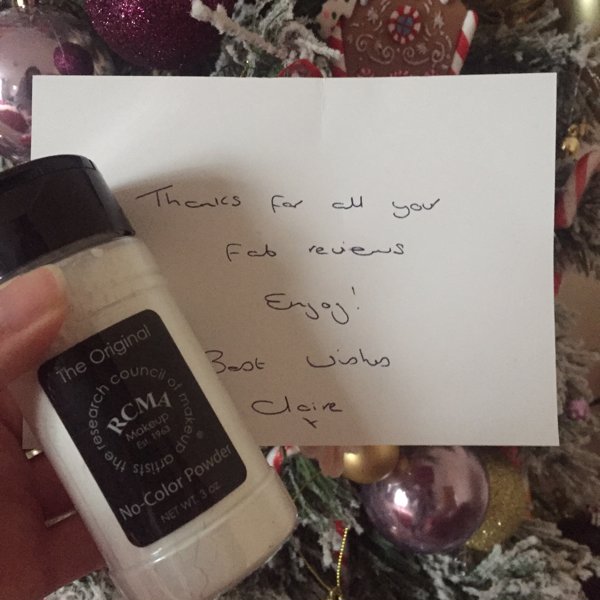 Thanks for all your
Fab reviews
Enjoy!
Best wishes
Claire
x
The Original
the research council of makeup artists
RCMA
Makeup
Est. 1962
®
No-Color Powder
NET WT. 3 oz